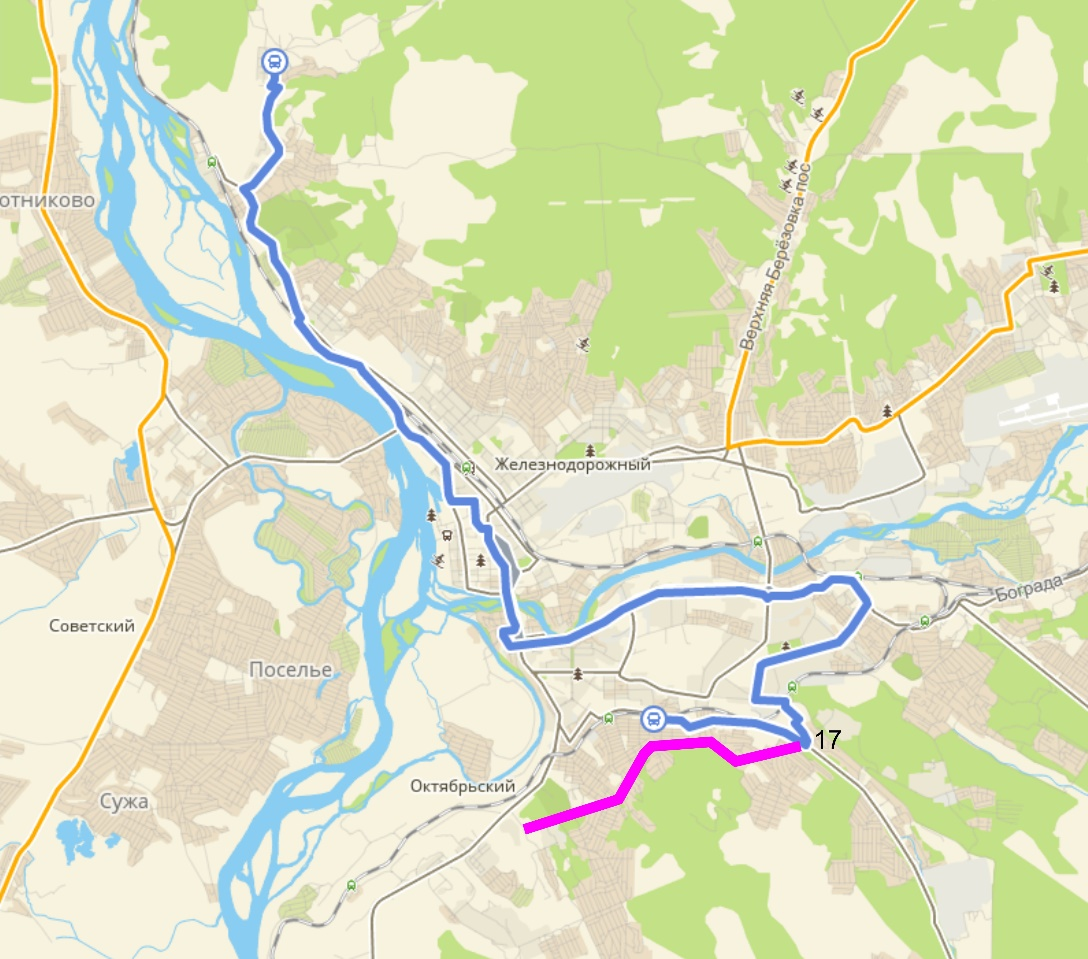 отниково
Верхняя Берёзовка пос
Железнодорожный
Бограда
Советский
Поселье
17
Октябрьский
Сужа